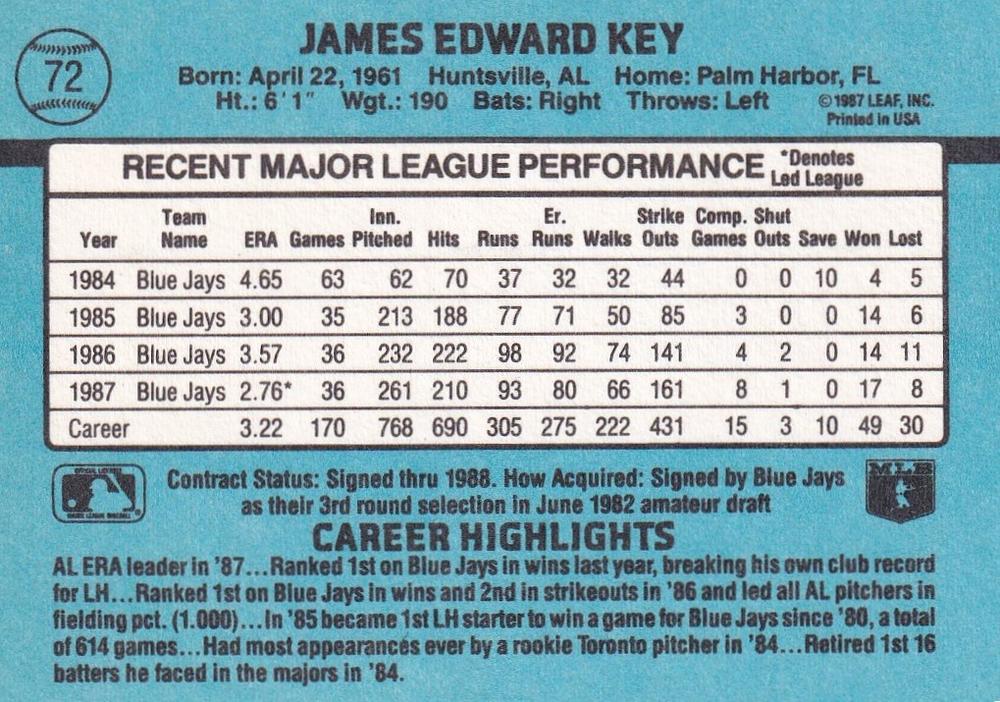 72
JAMES EDWARD KEY
Born: April 22, 1961 Huntsville, AL Home: Palm Harbor, FL
Ht.: 6'1" Wgt.: 190 Bats: Right Throws: Left
©1987 LEAF, INC.
Printed in USA
RECENT MAJOR LEAGUE PERFORMANCE *Denotes Led League
Year Team Name ERA Games Inn. Pitched Hits Runs Er. Runs Walks Strike Outs Comp. Games Shut Outs Save Won Lost
1984 Blue Jays 4.65 63 62 70 37 32 32 44 0 0 10 4 5
1985 Blue Jays 3.00 35 213 188 77 71 50 85 3 0 0 14 6
1986 Blue Jays 3.57 36 232 222 98 92 74 141 4 2 0 14 11
1987 Blue Jays 2.76* 36 261 210 93 80 66 161 8 1 0 17 8
Career 3.22 170 768 690 305 275 222 431 15 3 10 49 30
Contract Status: Signed thru 1988. How Acquired: Signed by Blue Jays
as their 3rd round selection in June 1982 amateur draft
MLB
CAREER HIGHLIGHTS
AL ERA leader in '87...Ranked 1st on Blue Jays in wins last year, breaking his own club record
for LH...Ranked 1st on Blue Jays in wins and 2nd in strikeouts in '86 and led all AL pitchers in
fielding pct. (1.000)...In '85 became 1st LH starter to win a game for Blue Jays since '80, a total
of 614 games...Had most appearances ever by a rookie Toronto pitcher in '84...Retired 1st 16
batters he faced in the majors in '84.